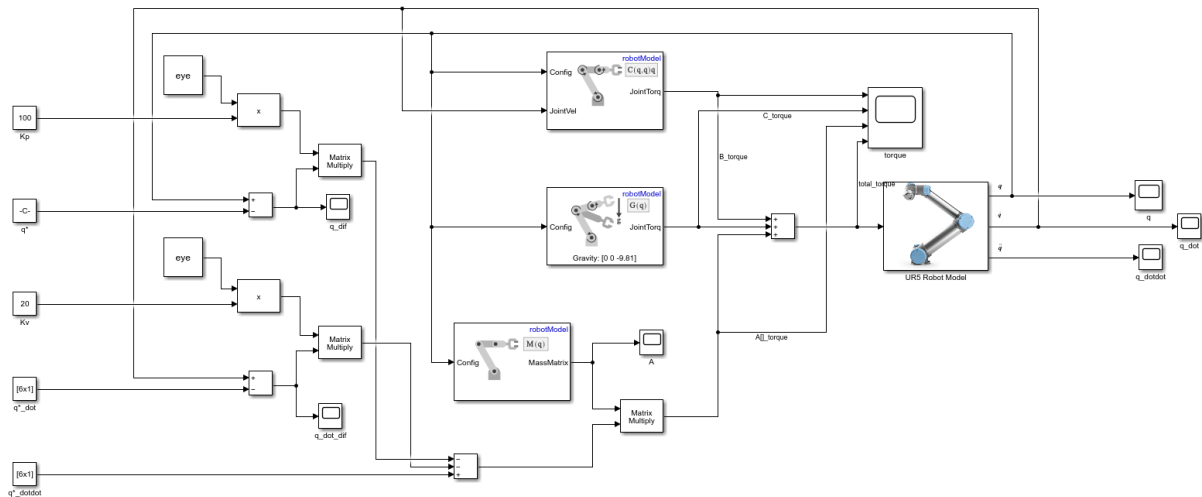 eye
x
100
Kp
Matrix
Multiply
+
−
-C-
q*
q_dif
eye
x
20
Kv
Matrix
Multiply
+
−
[6x1]
q*_dot
q_dot_dif
[6x1]
q*_dotdot
−
−
+
robotModel
Config
C(q,q̇)q̇
JointTorq
JointVel
robotModel
Config
G(q)
g
JointTorq
Gravity: [0 0 -9.81]
robotModel
Config
M(q)
MassMatrix
A
Matrix
Multiply
C_torque
B_torque
total_torque
A[]_torque
torque
+
+
+
UR5 Robot Model
q
q̇
q̈
q
q_dot
q_dotdot